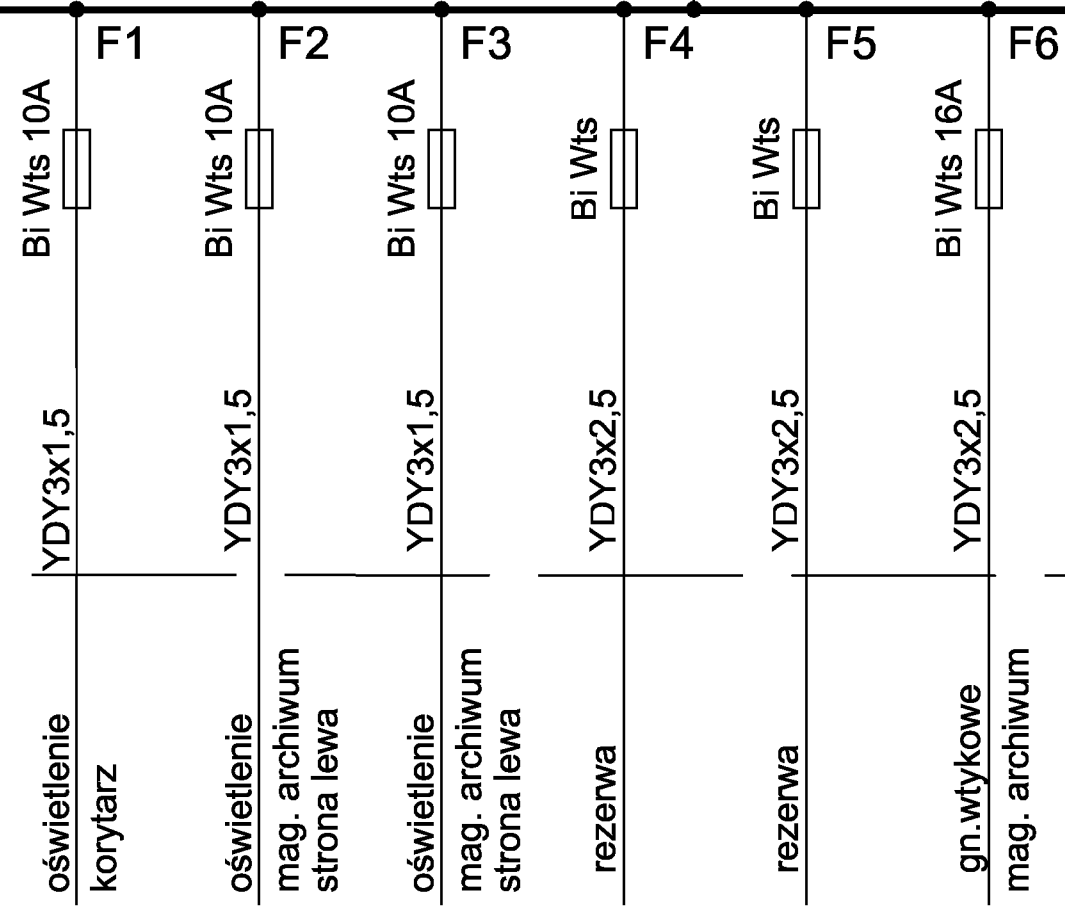 F1
F2
F3
F4
F5
F6
Bi Wts 10A
Bi Wts 10A
Bi Wts 10A
Bi Wts
Bi Wts
Bi Wts 16A
YDY3x1,5
YDY3x1,5
YDY3x1,5
YDY3x2,5
YDY3x2,5
YDY3x2,5
oświetlenie
korytarz
oświetlenie
mag. archiwum
strona lewa
oświetlenie
mag. archiwum
strona lewa
rezerwa
rezerwa
gn.wtykowe
mag. archiwum